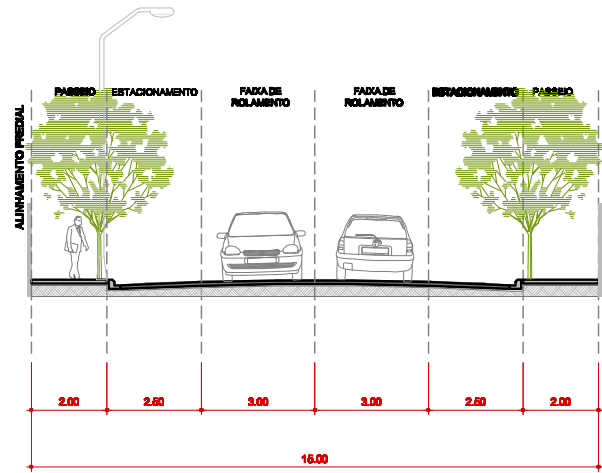 PASSEIO
ESTACIONAMENTO
FAIXA DE
ROLAMENTO
FAIXA DE
ROLAMENTO
ESTACIONAMENTO
PASSEIO
ALINHAMENTO PREDIAL
2.00
2.50
3.00
3.00
2.50
2.00
15.00